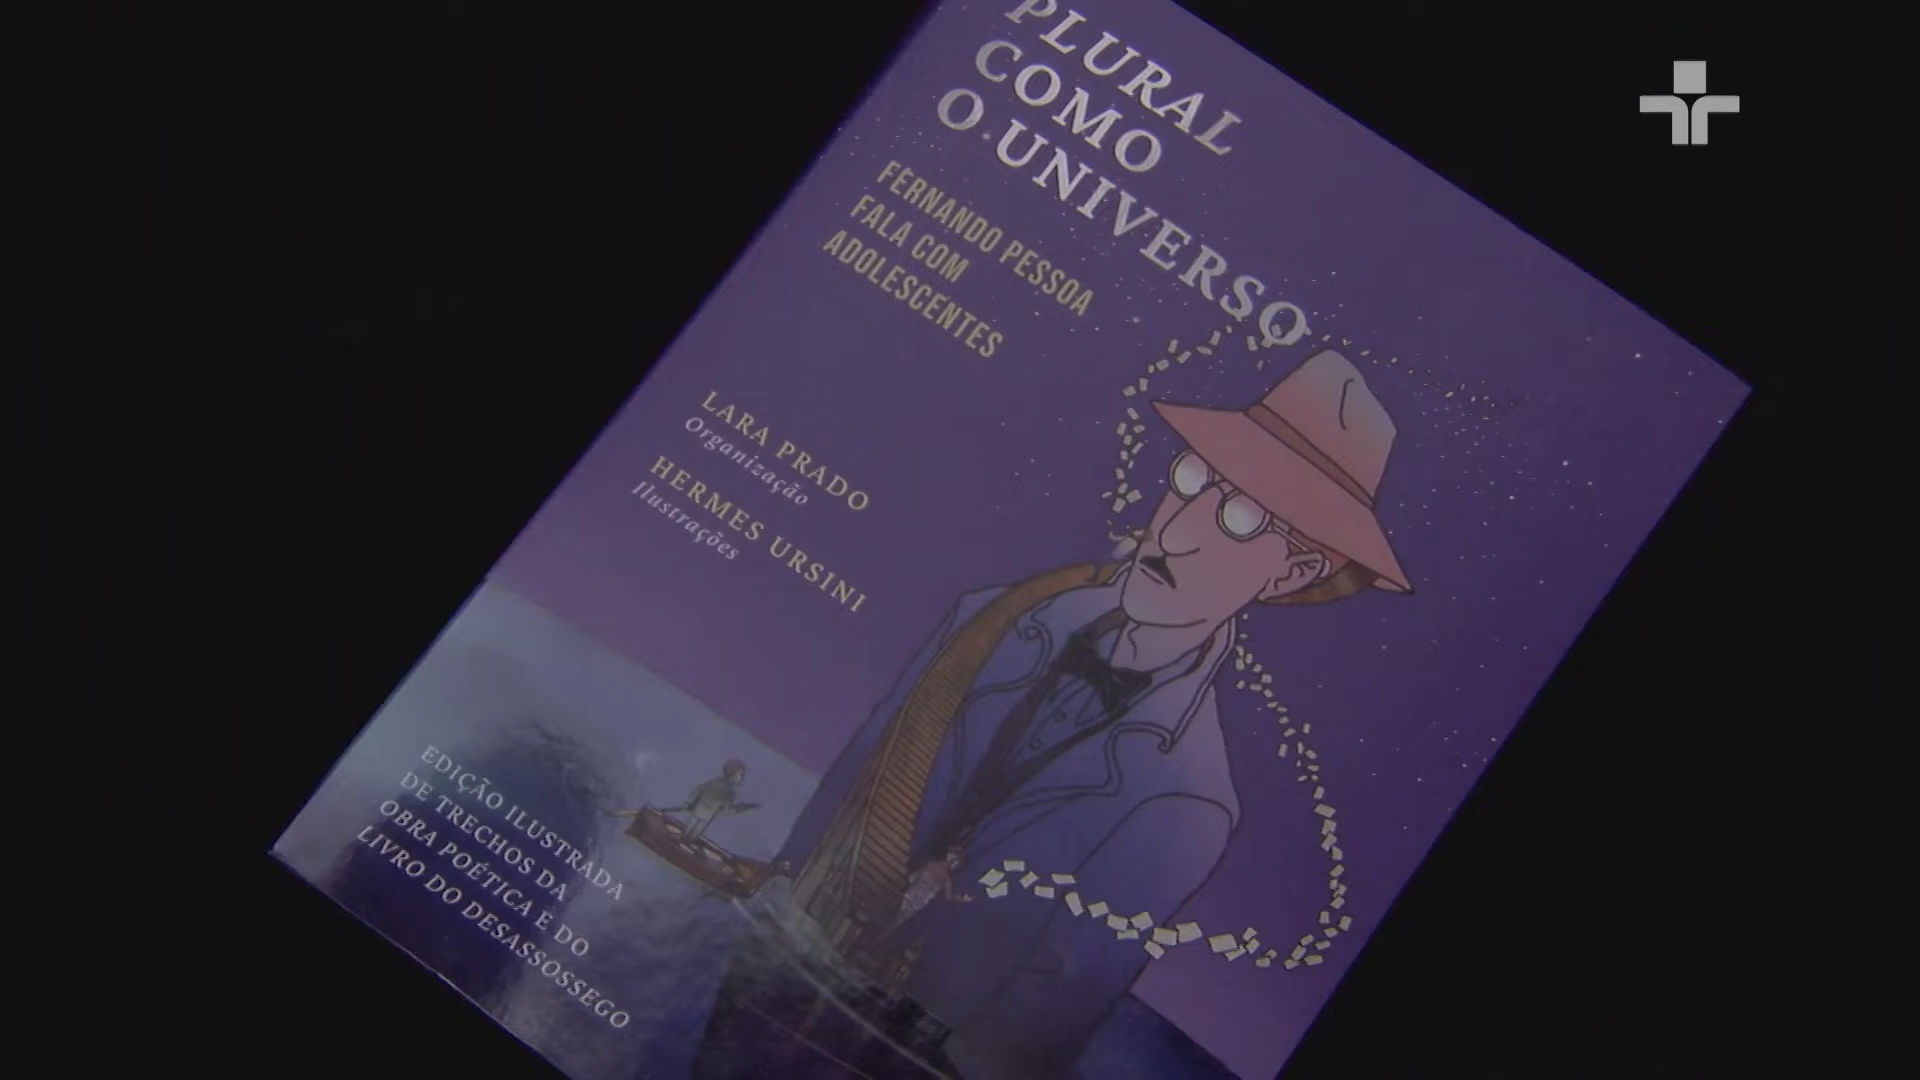 PLURAL
COMO
O UNIVERSO
FERNANDO PESSOA
FALA COM
ADOLESCENTES
LARA PRADO
Organização
HERMES URSINI
Ilustrações
EDIÇÃO ILUSTRADA
DE TRECHOS DA
OBRA POÉTICA E DO
LIVRO DO DESASSOSSEGO